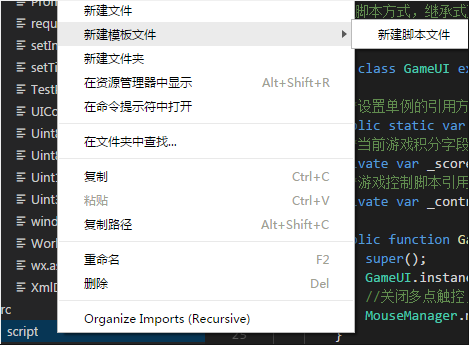 新建文件
新建模板文件
新建脚本文件
新建文件夹
在资源管理器中显示 Alt+Shift+R
在命令提示符中打开
在文件夹中查找...
复制 Ctrl+C
粘贴 Ctrl+V
复制路径 Alt+Shift+C
重命名 F2
删除 Del
Organize Imports (Recursive)
Prom
requ
setIn
setTi
Test
UICo
Uint
Uint
Uint
Uint
wind
Work
wx.as
XmlD
rc
script
脚本方式，继承式
class GameUI ex
设置单例的引用方
blic static var
当前游戏积分字段
ivate var _score
游戏控制脚本引用
ivate var _contr
blic function Ga
super();
GameUI.instanc
//关闭多点触控
MouseManager.m
23 }